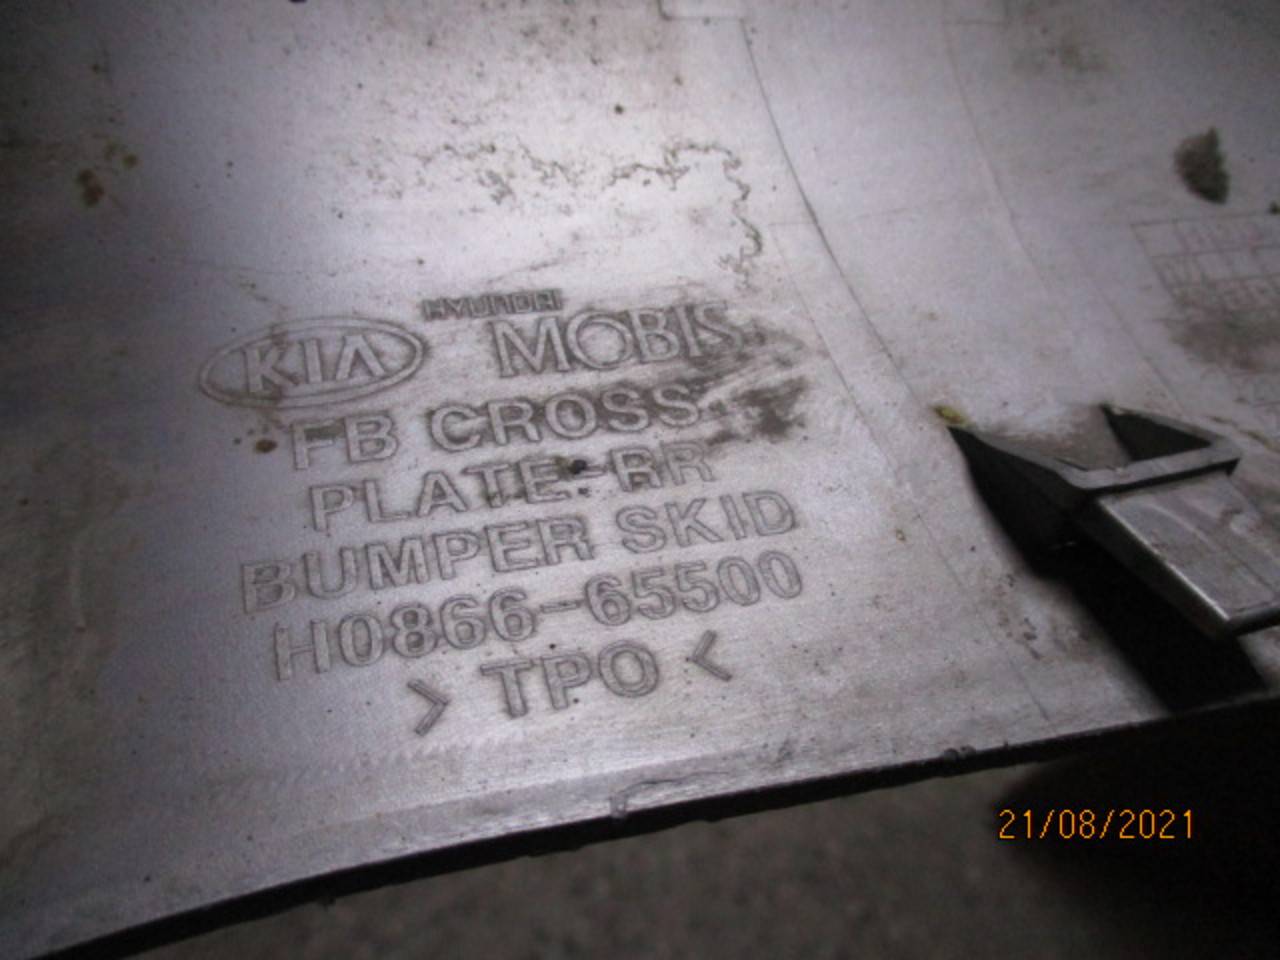 KIA HYUNDAI MOBIS
FB CROSS
PLATE-RR
BUMPER SKID
H0866-65500
> TPO <
21/08/2021